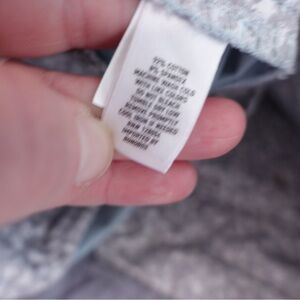 92% COTTON
8% SPANDEX
MACHINE WASH COLD
WITH LIKE COLORS
DO NOT BLEACH
TUMBLE DRY LOW
REMOVE PROMPTLY
COOL IRON IF NEEDED
RN#
IMPORTED BY